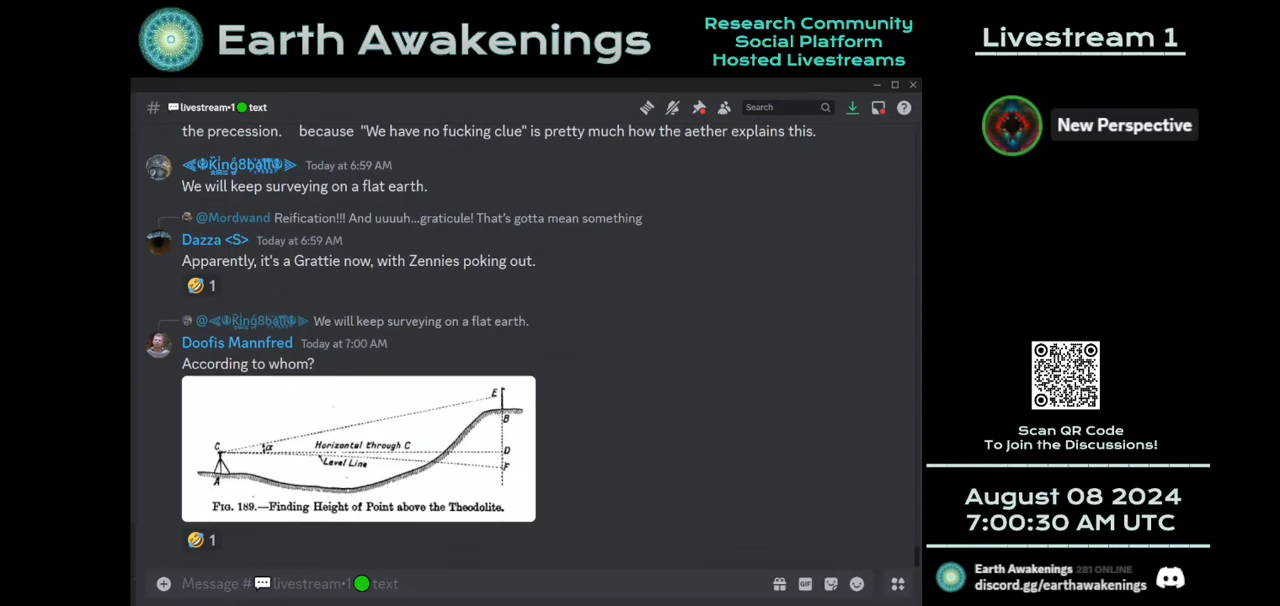 Earth Awakenings
Research Community
Social Platform
Hosted Livestreams
Livestream 1
# livestream•1 text
Search
New Perspective
the precession. because "We have no fucking clue" is pretty much how the aether explains this.
King8ball Today at 6:59 AM
We will keep surveying on a flat earth.
@Mordwand Reification!!! And uuuuh...graticule! That's gotta mean something
Dazza <S> Today at 6:59 AM
Apparently, it's a Grattie now, with Zennies poking out.
1
@King8ball We will keep surveying on a flat earth.
Doofis Mannfred Today at 7:00 AM
According to whom?
E
B
C
α
Horizontal through C
D
Level Line
F
A
FIG. 189.—Finding Height of Point above the Theodolite.
1
Message # livestream•1 text
GIF
Scan QR Code
To Join the Discussions!
August 08 2024
7:00:30 AM UTC
Earth Awakenings 281 ONLINE
discord.gg/earthawakenings